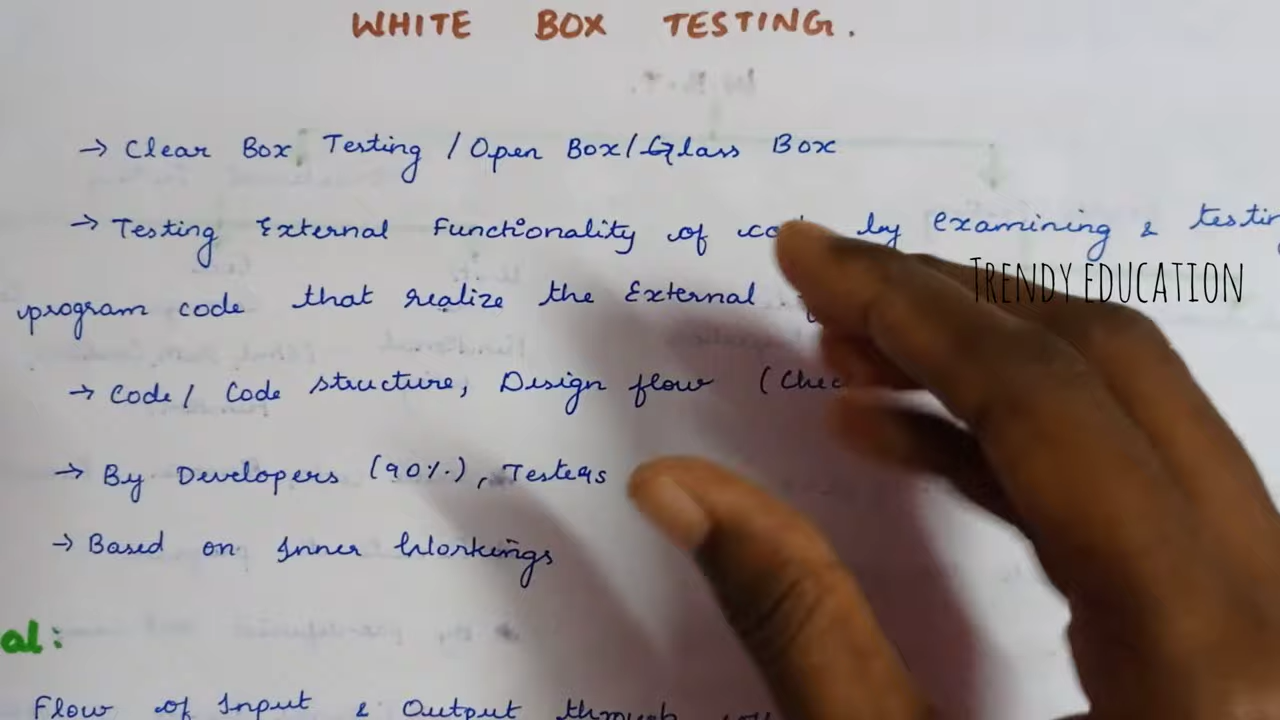 WHITE BOX TESTING.
→ Clear Box Testing / Open Box / Glass Box
→ Testing External Functionality of by examining & testin
TRENDY EDUCATION
program code that realize the External
→ Code / Code structure, Design flow (Chec
→ By Developers (90%), Testers
→ Based on Inner Workings
al:
Flow of Input & Output through